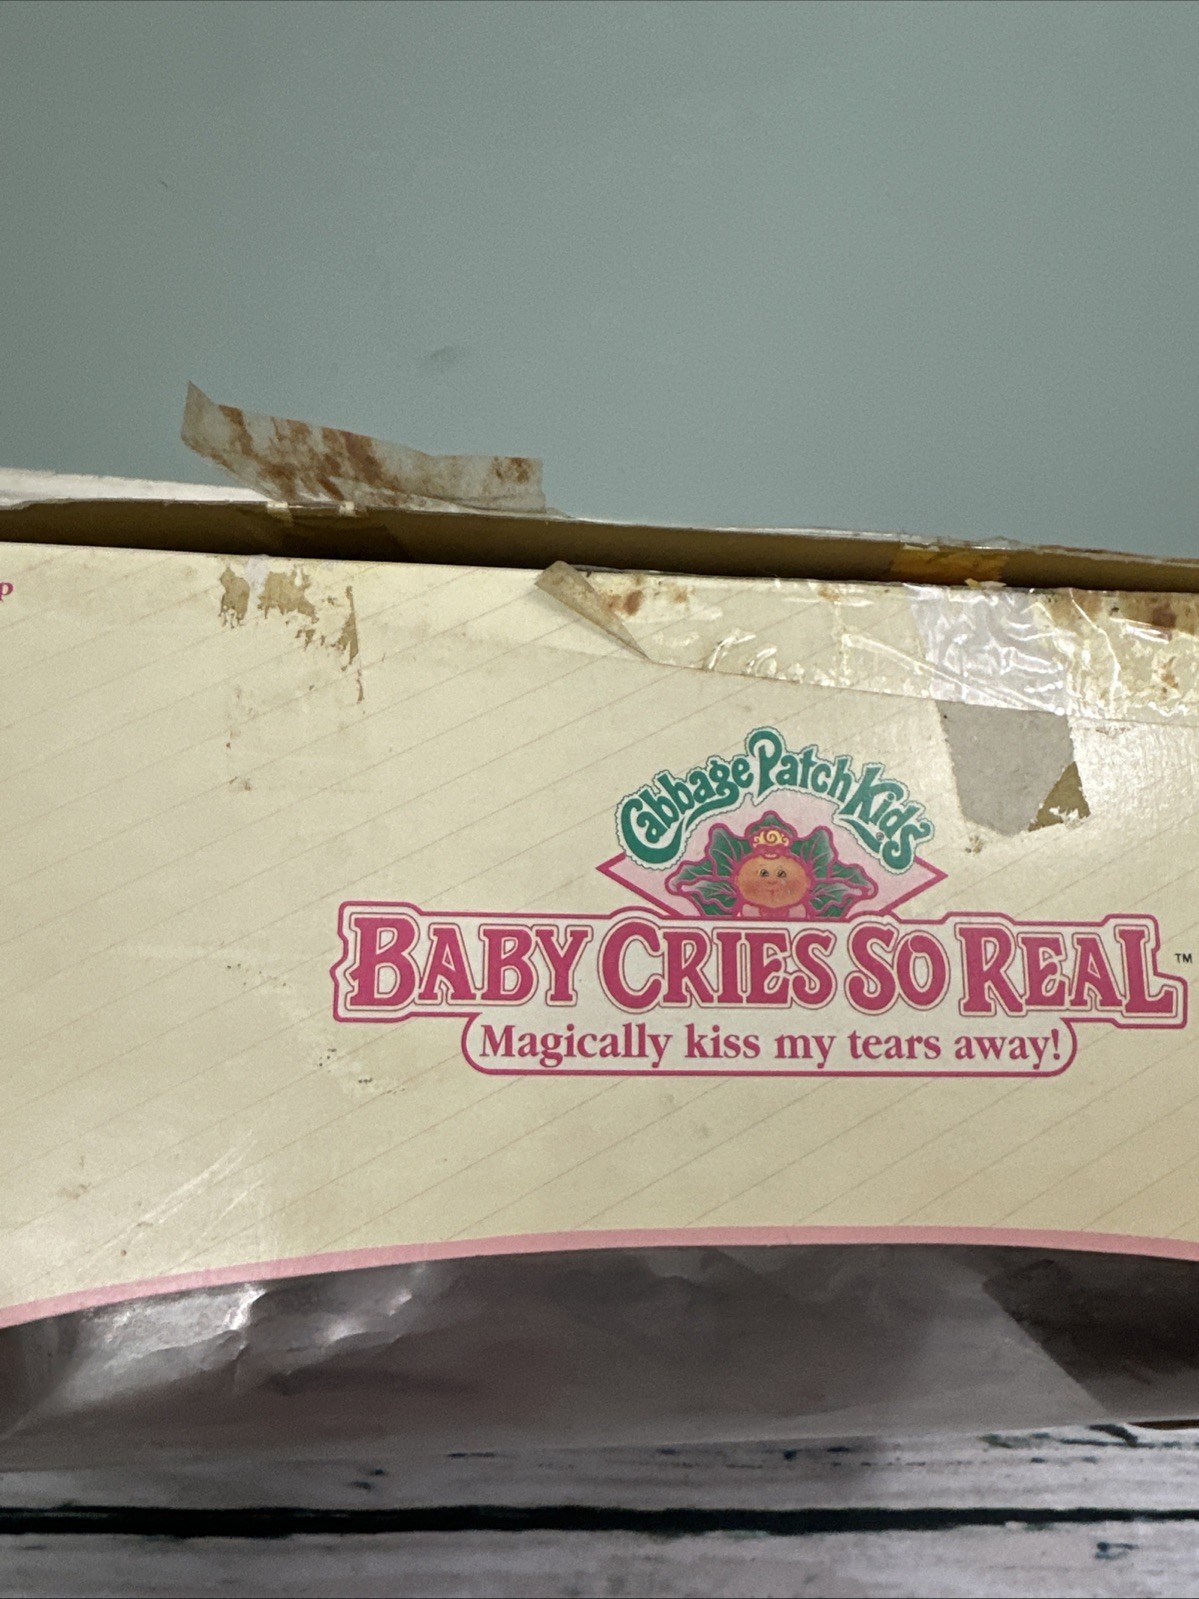 P
Cabbage Patch Kids®
BABY CRIES SO REAL™
Magically kiss my tears away!